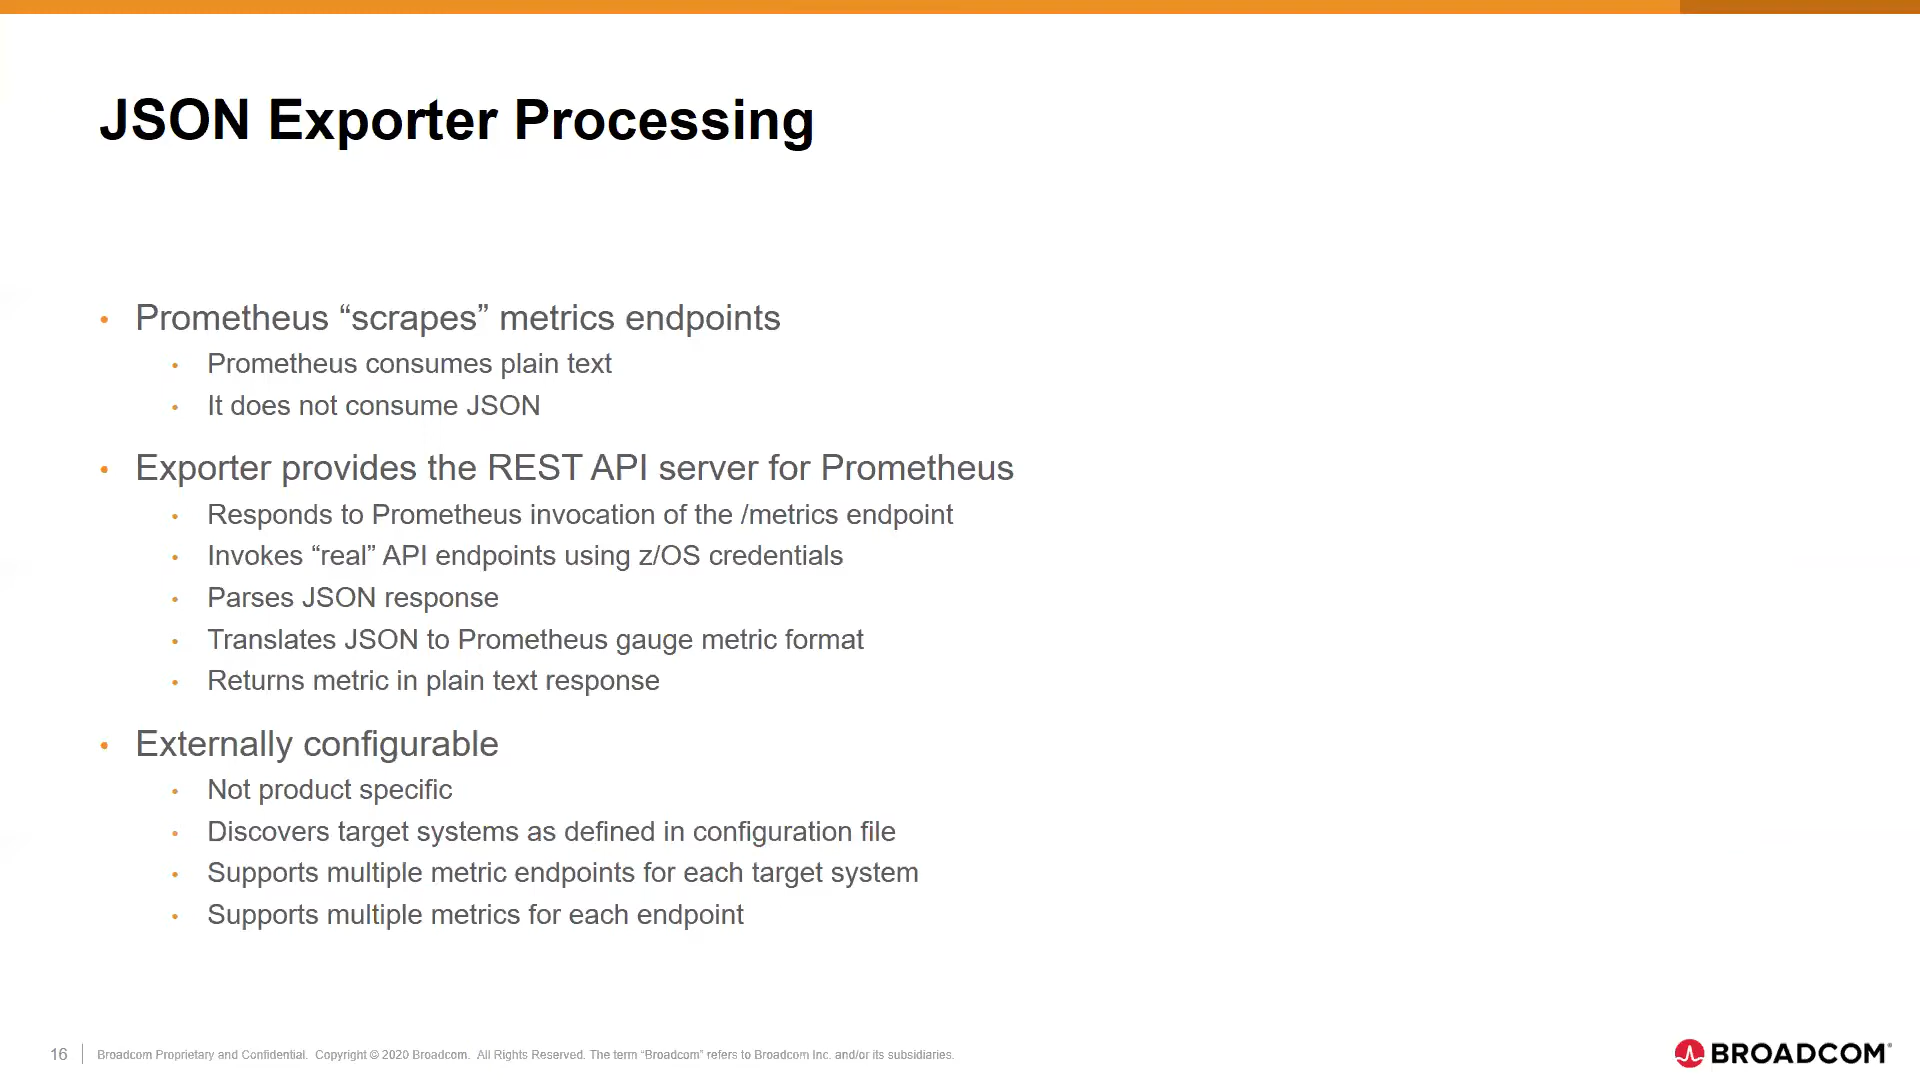 JSON Exporter Processing
• Prometheus “scrapes” metrics endpoints
• Prometheus consumes plain text
• It does not consume JSON
• Exporter provides the REST API server for Prometheus
• Responds to Prometheus invocation of the /metrics endpoint
• Invokes “real” API endpoints using z/OS credentials
• Parses JSON response
• Translates JSON to Prometheus gauge metric format
• Returns metric in plain text response
• Externally configurable
• Not product specific
• Discovers target systems as defined in configuration file
• Supports multiple metric endpoints for each target system
• Supports multiple metrics for each endpoint
16 Broadcom Proprietary and Confidential. Copyright © 2020 Broadcom. All Rights Reserved. The term “Broadcom” refers to Broadcom Inc. and/or its subsidiaries.
BROADCOM®